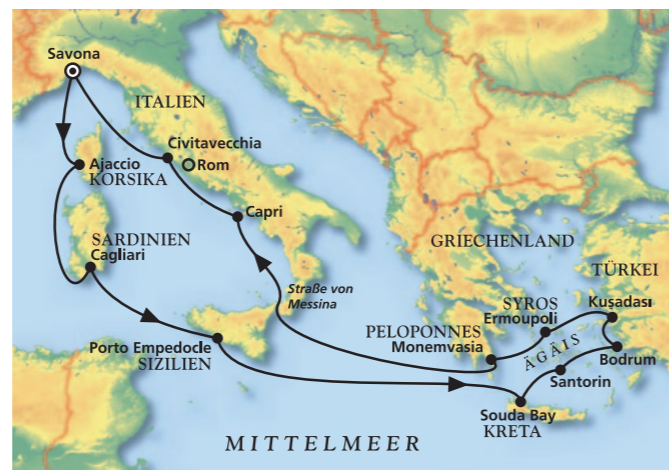 Savona
ITALIEN
Civitavecchia
Rom
Ajaccio
KORSIKA
Capri
SARDINIEN
Cagliari
GRIECHENLAND
TÜRKEI
Straße von
Messina
SYROS
Ermoupoli
Kuşadası
PELOPONNES
Monemvasia
ÄGÄIS
Bodrum
Porto Empedocle
SIZILIEN
Santorin
Souda Bay
KRETA
MITTELMEER